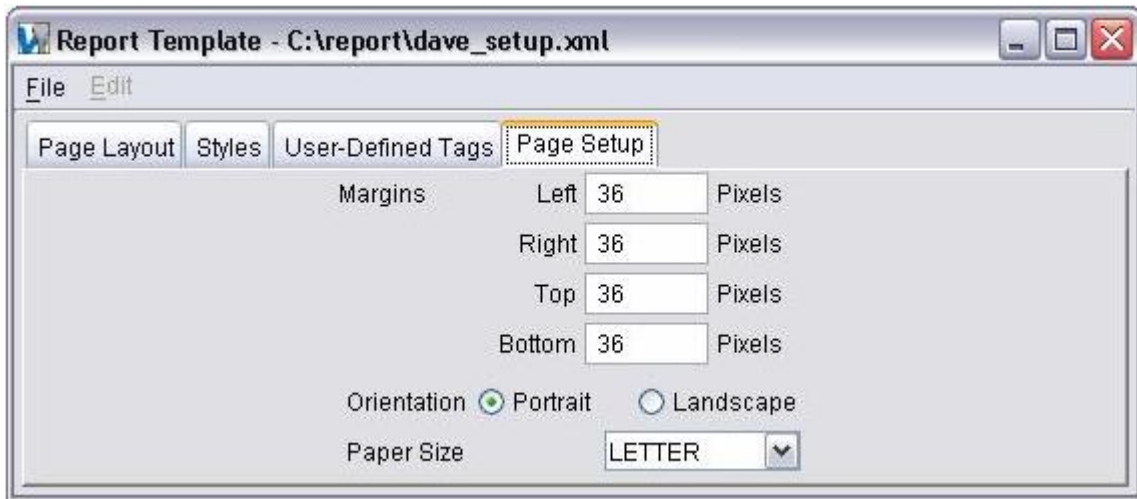 Report Template - C:\report\dave_setup.xml
File Edit
Page Layout Styles User-Defined Tags Page Setup
Margins Left 36 Pixels
Right 36 Pixels
Top 36 Pixels
Bottom 36 Pixels
Orientation Portrait Landscape
Paper Size LETTER